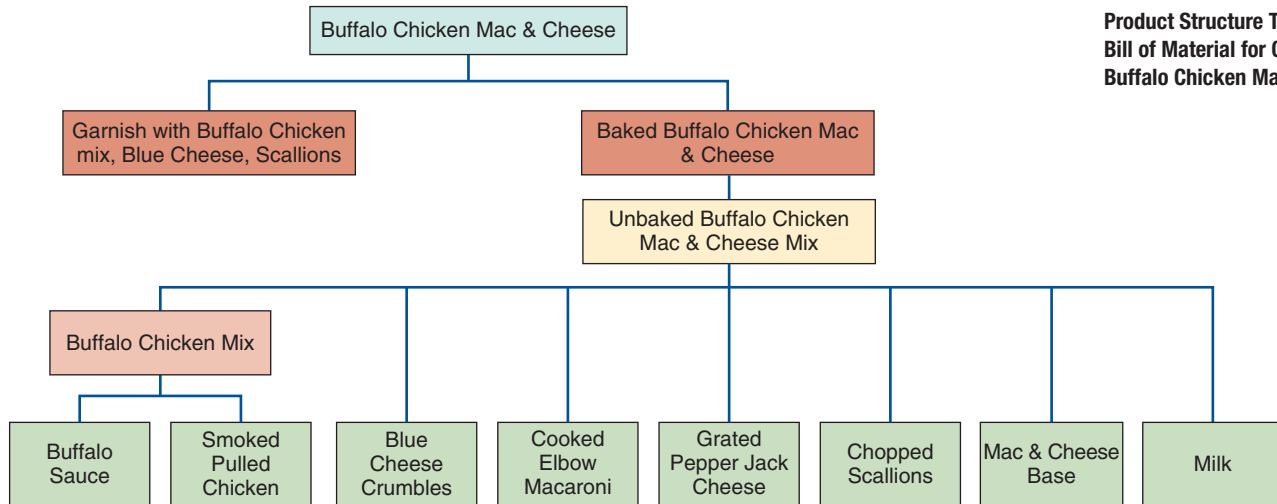 Product Structure
Bill of Material for
Buffalo Chicken
Buffalo Chicken Mac & Cheese
Garnish with Buffalo Chicken
mix, Blue Cheese, Scallions
Baked Buffalo Chicken Mac
& Cheese
Unbaked Buffalo Chicken
Mac & Cheese Mix
Buffalo Chicken Mix
Buffalo
Sauce
Smoked
Pulled
Chicken
Blue
Cheese
Crumbles
Cooked
Elbow
Macaroni
Grated
Pepper Jack
Cheese
Chopped
Scallions
Mac & Cheese
Base
Milk